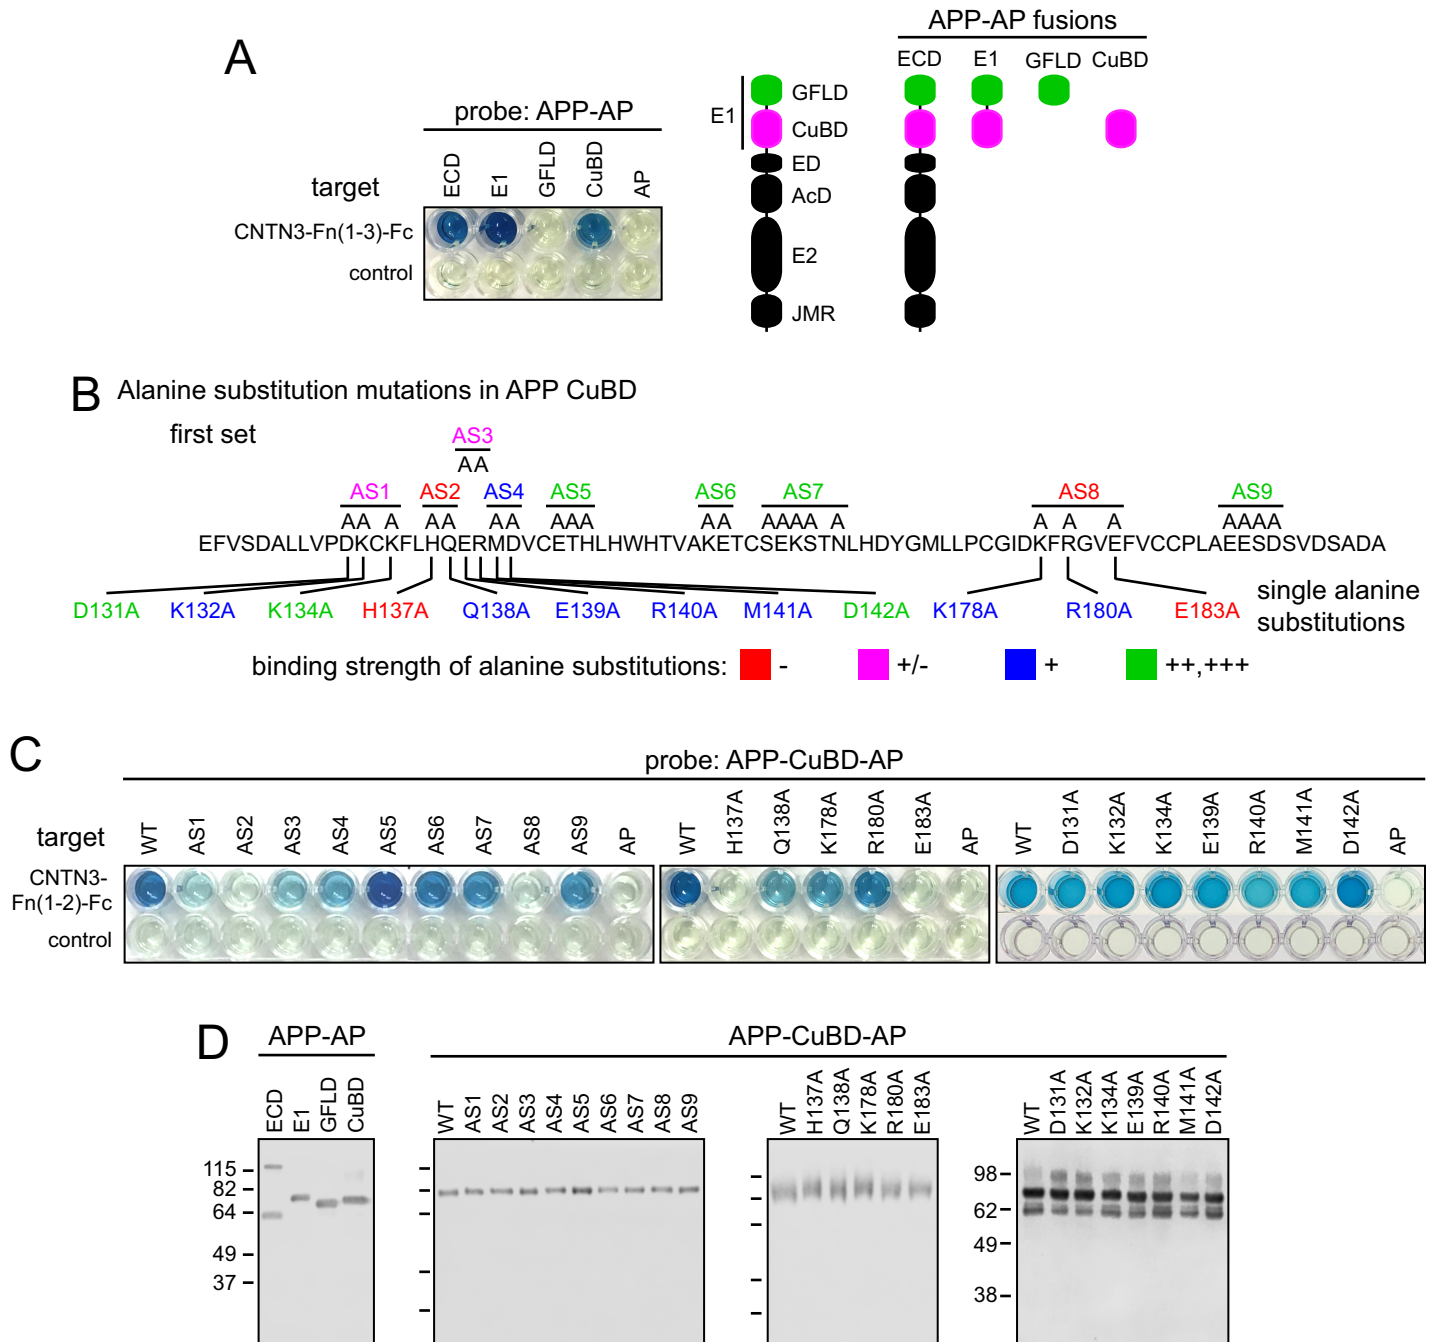 A
probe: APP-AP
target
ECD E1 GFLD CuBD AP
CNTN3-Fn(1-3)-Fc
control
APP-AP fusions
ECD E1 GFLD CuBD
E1
GFLD
CuBD
ED
AcD
E2
JMR
B Alanine substitution mutations in APP CuBD
first set
AS3
AA
AS1 AS2 AS4 AS5 AS6 AS7 AS8 AS9
AA A AA AA AAA AA AAAA A A A A AAAA
EFVSDALLVPDKCKFLHQERMDVCETHLHWHTVAKETCSEKSTNLHDYGMLLPCGIDKFRGVEFVCCPLAEESDSVDSADA
D131A K132A K134A H137A Q138A E139A R140A M141A D142A K178A R180A E183A
single alanine
substitutions
binding strength of alanine substitutions: - +/- + ++,+++
C
probe: APP-CuBD-AP
target
WT AS1 AS2 AS3 AS4 AS5 AS6 AS7 AS8 AS9 AP
WT H137A Q138A K178A R180A E183A AP
WT D131A K132A K134A E139A R140A M141A D142A AP
CNTN3-
Fn(1-2)-Fc
control
D
APP-AP
APP-CuBD-AP
ECD E1 GFLD CuBD
WT AS1 AS2 AS3 AS4 AS5 AS6 AS7 AS8 AS9
WT H137A Q138A K178A R180A E183A
WT D131A K132A K134A E139A R140A M141A D142A
115
82
64
49
37
98
62
49
38